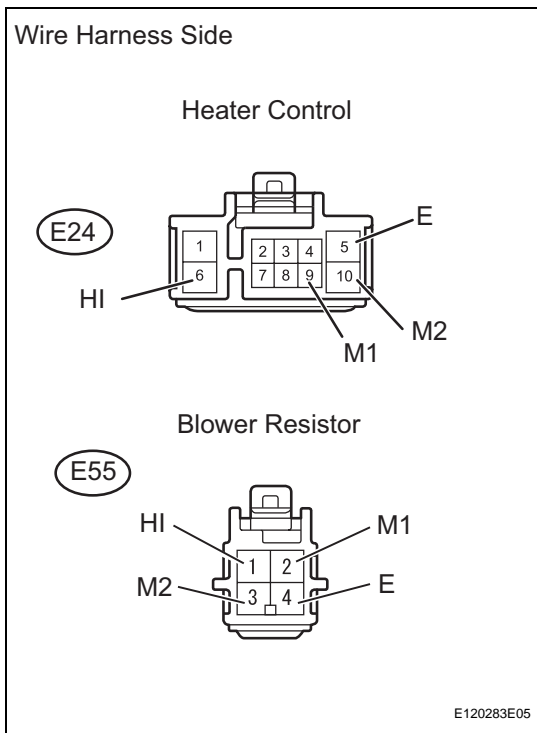 Wire Harness Side
Heater Control
E24
E
1
2 3 4
5
6
7 8 9
10
HI
M2
M1
Blower Resistor
E55
HI
M1
1 2
M2
E
3 4
E120283E05